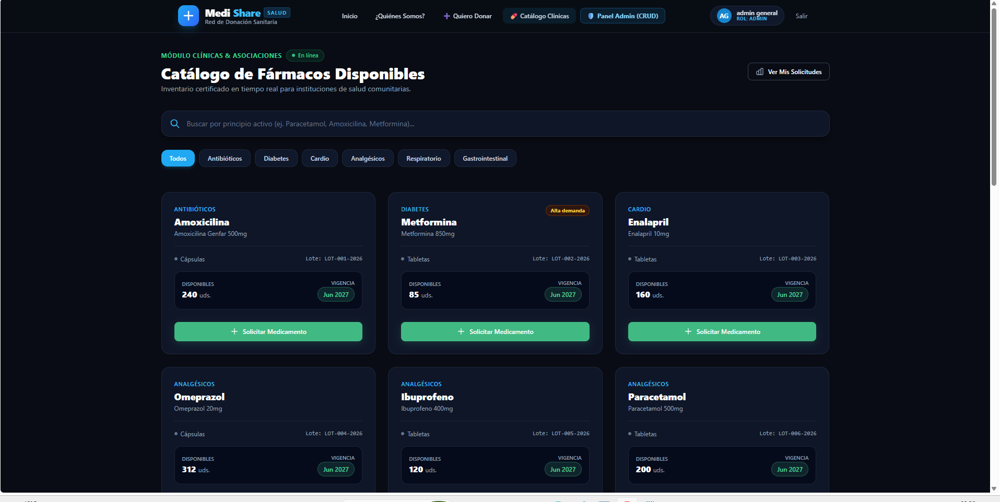 Medi Share SALUD
Red de Donación Sanitaria
Inicio
¿Quiénes Somos?
Quiero Donar
Catálogo Clínicas
Panel Admin (CRUD)
AG
admin general
ROL: ADMIN
Salir
MÓDULO CLÍNICAS & ASOCIACIONES
En línea
Catálogo de Fármacos Disponibles
Inventario certificado en tiempo real para instituciones de salud comunitarias.
Ver Mis Solicitudes
Buscar por principio activo (ej. Paracetamol, Amoxicilina, Metformina)...
Todos
Antibióticos
Diabetes
Cardio
Analgésicos
Respiratorio
Gastrointestinal
ANTIBIÓTICOS
Amoxicilina
Amoxicilina Genfar 500mg
Cápsulas
Lote: LOT-001-2026
DISPONIBLES
240 uds.
VIGENCIA
Jun 2027
Solicitar Medicamento
DIABETES
Alta demanda
Metformina
Metformina 850mg
Tabletas
Lote: LOT-002-2026
DISPONIBLES
85 uds.
VIGENCIA
Jun 2027
Solicitar Medicamento
CARDIO
Enalapril
Enalapril 10mg
Tabletas
Lote: LOT-003-2026
DISPONIBLES
160 uds.
VIGENCIA
Jun 2027
Solicitar Medicamento
ANALGÉSICOS
Omeprazol
Omeprazol 20mg
Cápsulas
Lote: LOT-004-2026
DISPONIBLES
312 uds.
VIGENCIA
Jun 2027
ANALGÉSICOS
Ibuprofeno
Ibuprofeno 400mg
Tabletas
Lote: LOT-005-2026
DISPONIBLES
120 uds.
VIGENCIA
Jun 2027
ANALGÉSICOS
Paracetamol
Paracetamol 500mg
Tabletas
Lote: LOT-006-2026
DISPONIBLES
200 uds.
VIGENCIA
Jun 2027